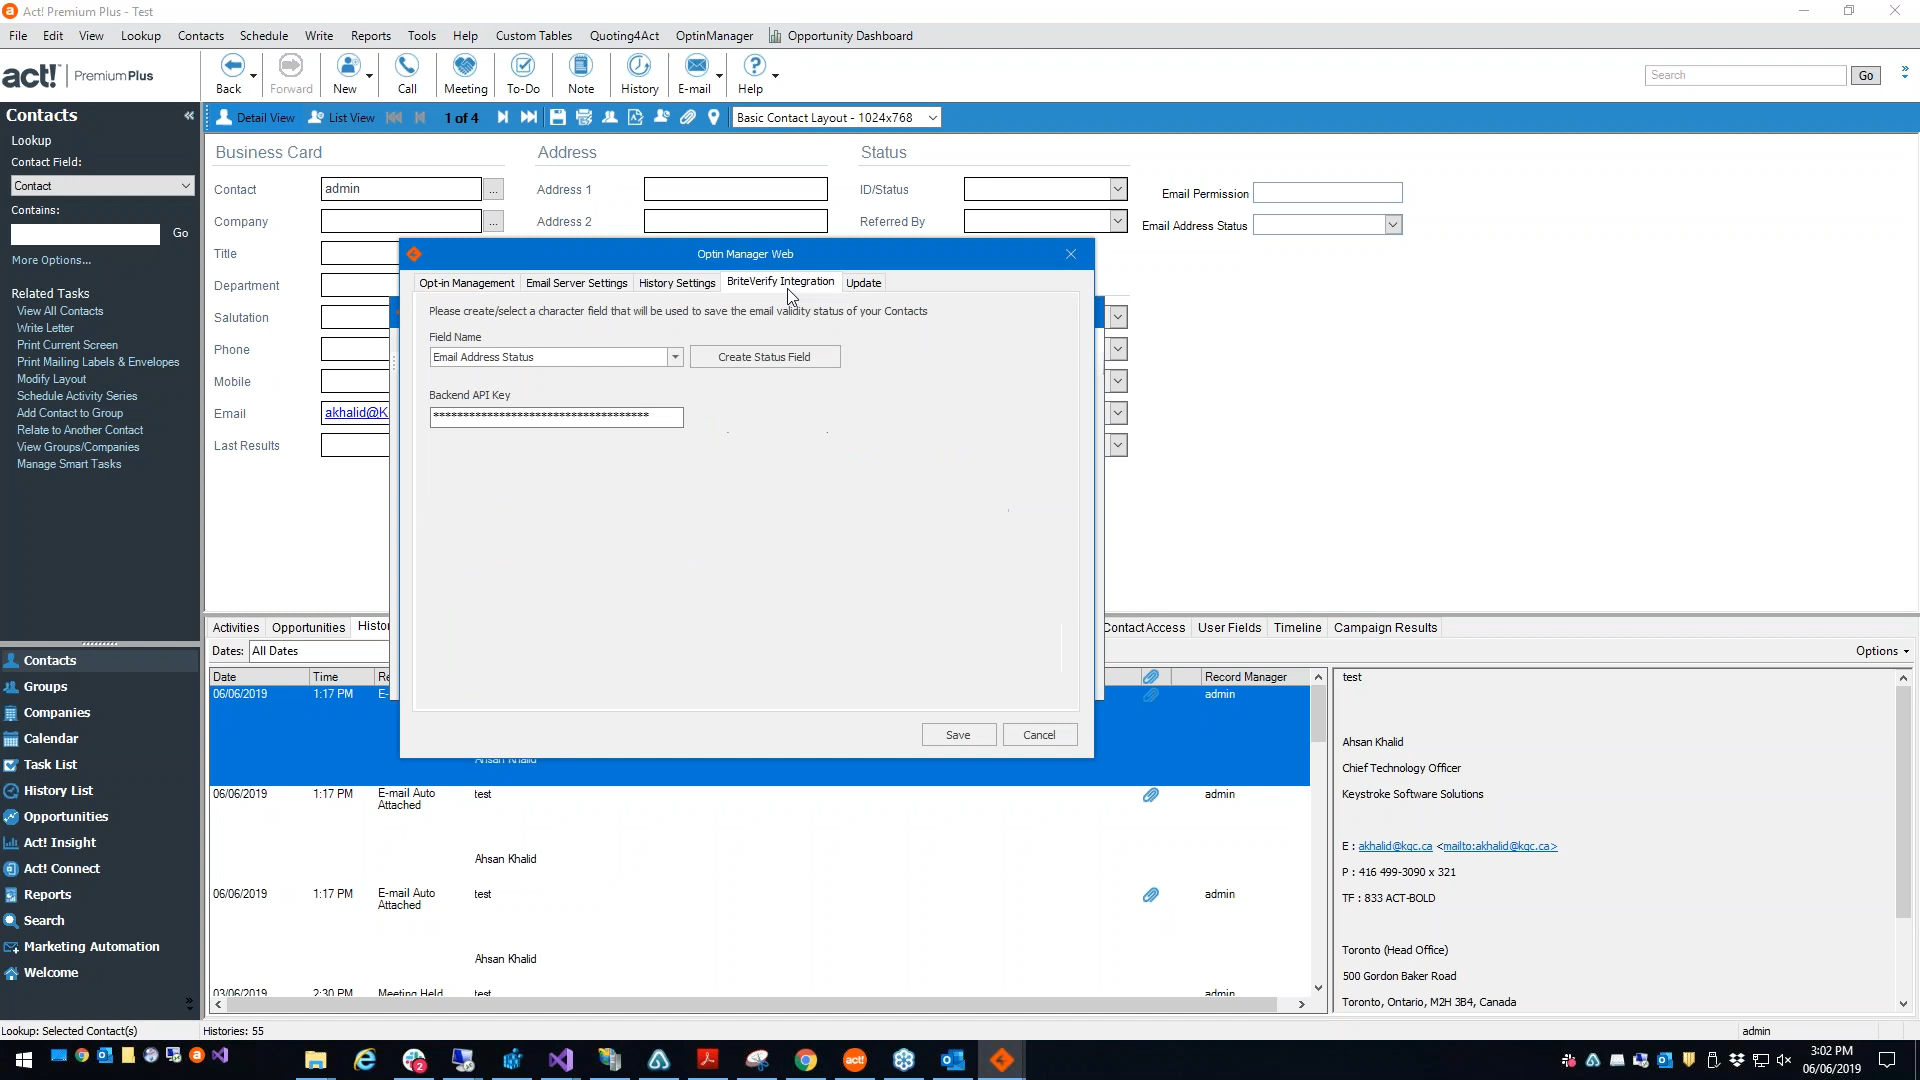 Act! Premium Plus - Test
File Edit View Lookup Contacts Schedule Write Reports Tools Help Custom Tables Quoting4Act OptinManager Opportunity Dashboard
act! Premium Plus
Back Forward New Call Meeting To-Do Note History E-mail Help
Search Go
Contacts
Detail View List View 1 of 4 Basic Contact Layout - 1024x768
Lookup
Contact Field:
Contact
Contains:
Go
More Options...
Related Tasks
View All Contacts
Write Letter
Print Current Screen
Print Mailing Labels & Envelopes
Modify Layout
Schedule Activity Series
Add Contact to Group
Relate to Another Contact
View Groups/Companies
Manage Smart Tasks
Contacts
Groups
Companies
Calendar
Task List
History List
Opportunities
Act! Insight
Act! Connect
Reports
Search
Marketing Automation
Welcome
Business Card Address Status
Contact admin ... Address 1 ID/Status Email Permission
Company ... Address 2 Referred By Email Address Status
Title
Department
Salutation
Phone
Mobile
Email akhalid@K
Last Results
Optin Manager Web
Opt-in Management Email Server Settings History Settings BriteVerify Integration Update
Please create/select a character field that will be used to save the email validity status of your Contacts
Field Name
Email Address Status Create Status Field
Backend API Key
************************************
Save Cancel
Activities Opportunities Histor Contact Access User Fields Timeline Campaign Results
Dates: All Dates Options
Date Time Re Record Manager
06/06/2019 1:17 PM E- admin
Ahsan Khalid
06/06/2019 1:17 PM E-mail Auto Attached test admin
Ahsan Khalid
06/06/2019 1:17 PM E-mail Auto Attached test admin
Ahsan Khalid
03/06/2019 2:30 PM Meeting Held test admin
test
Ahsan Khalid
Chief Technology Officer
Keystroke Software Solutions
E : akhalid@kqc.ca <mailto:akhalid@kqc.ca>
P : 416 499-3090 x 321
TF : 833 ACT-BOLD
Toronto (Head Office)
500 Gordon Baker Road
Toronto, Ontario, M2H 3B4, Canada
Lookup: Selected Contact(s) Histories: 55 admin
3:02 PM
06/06/2019